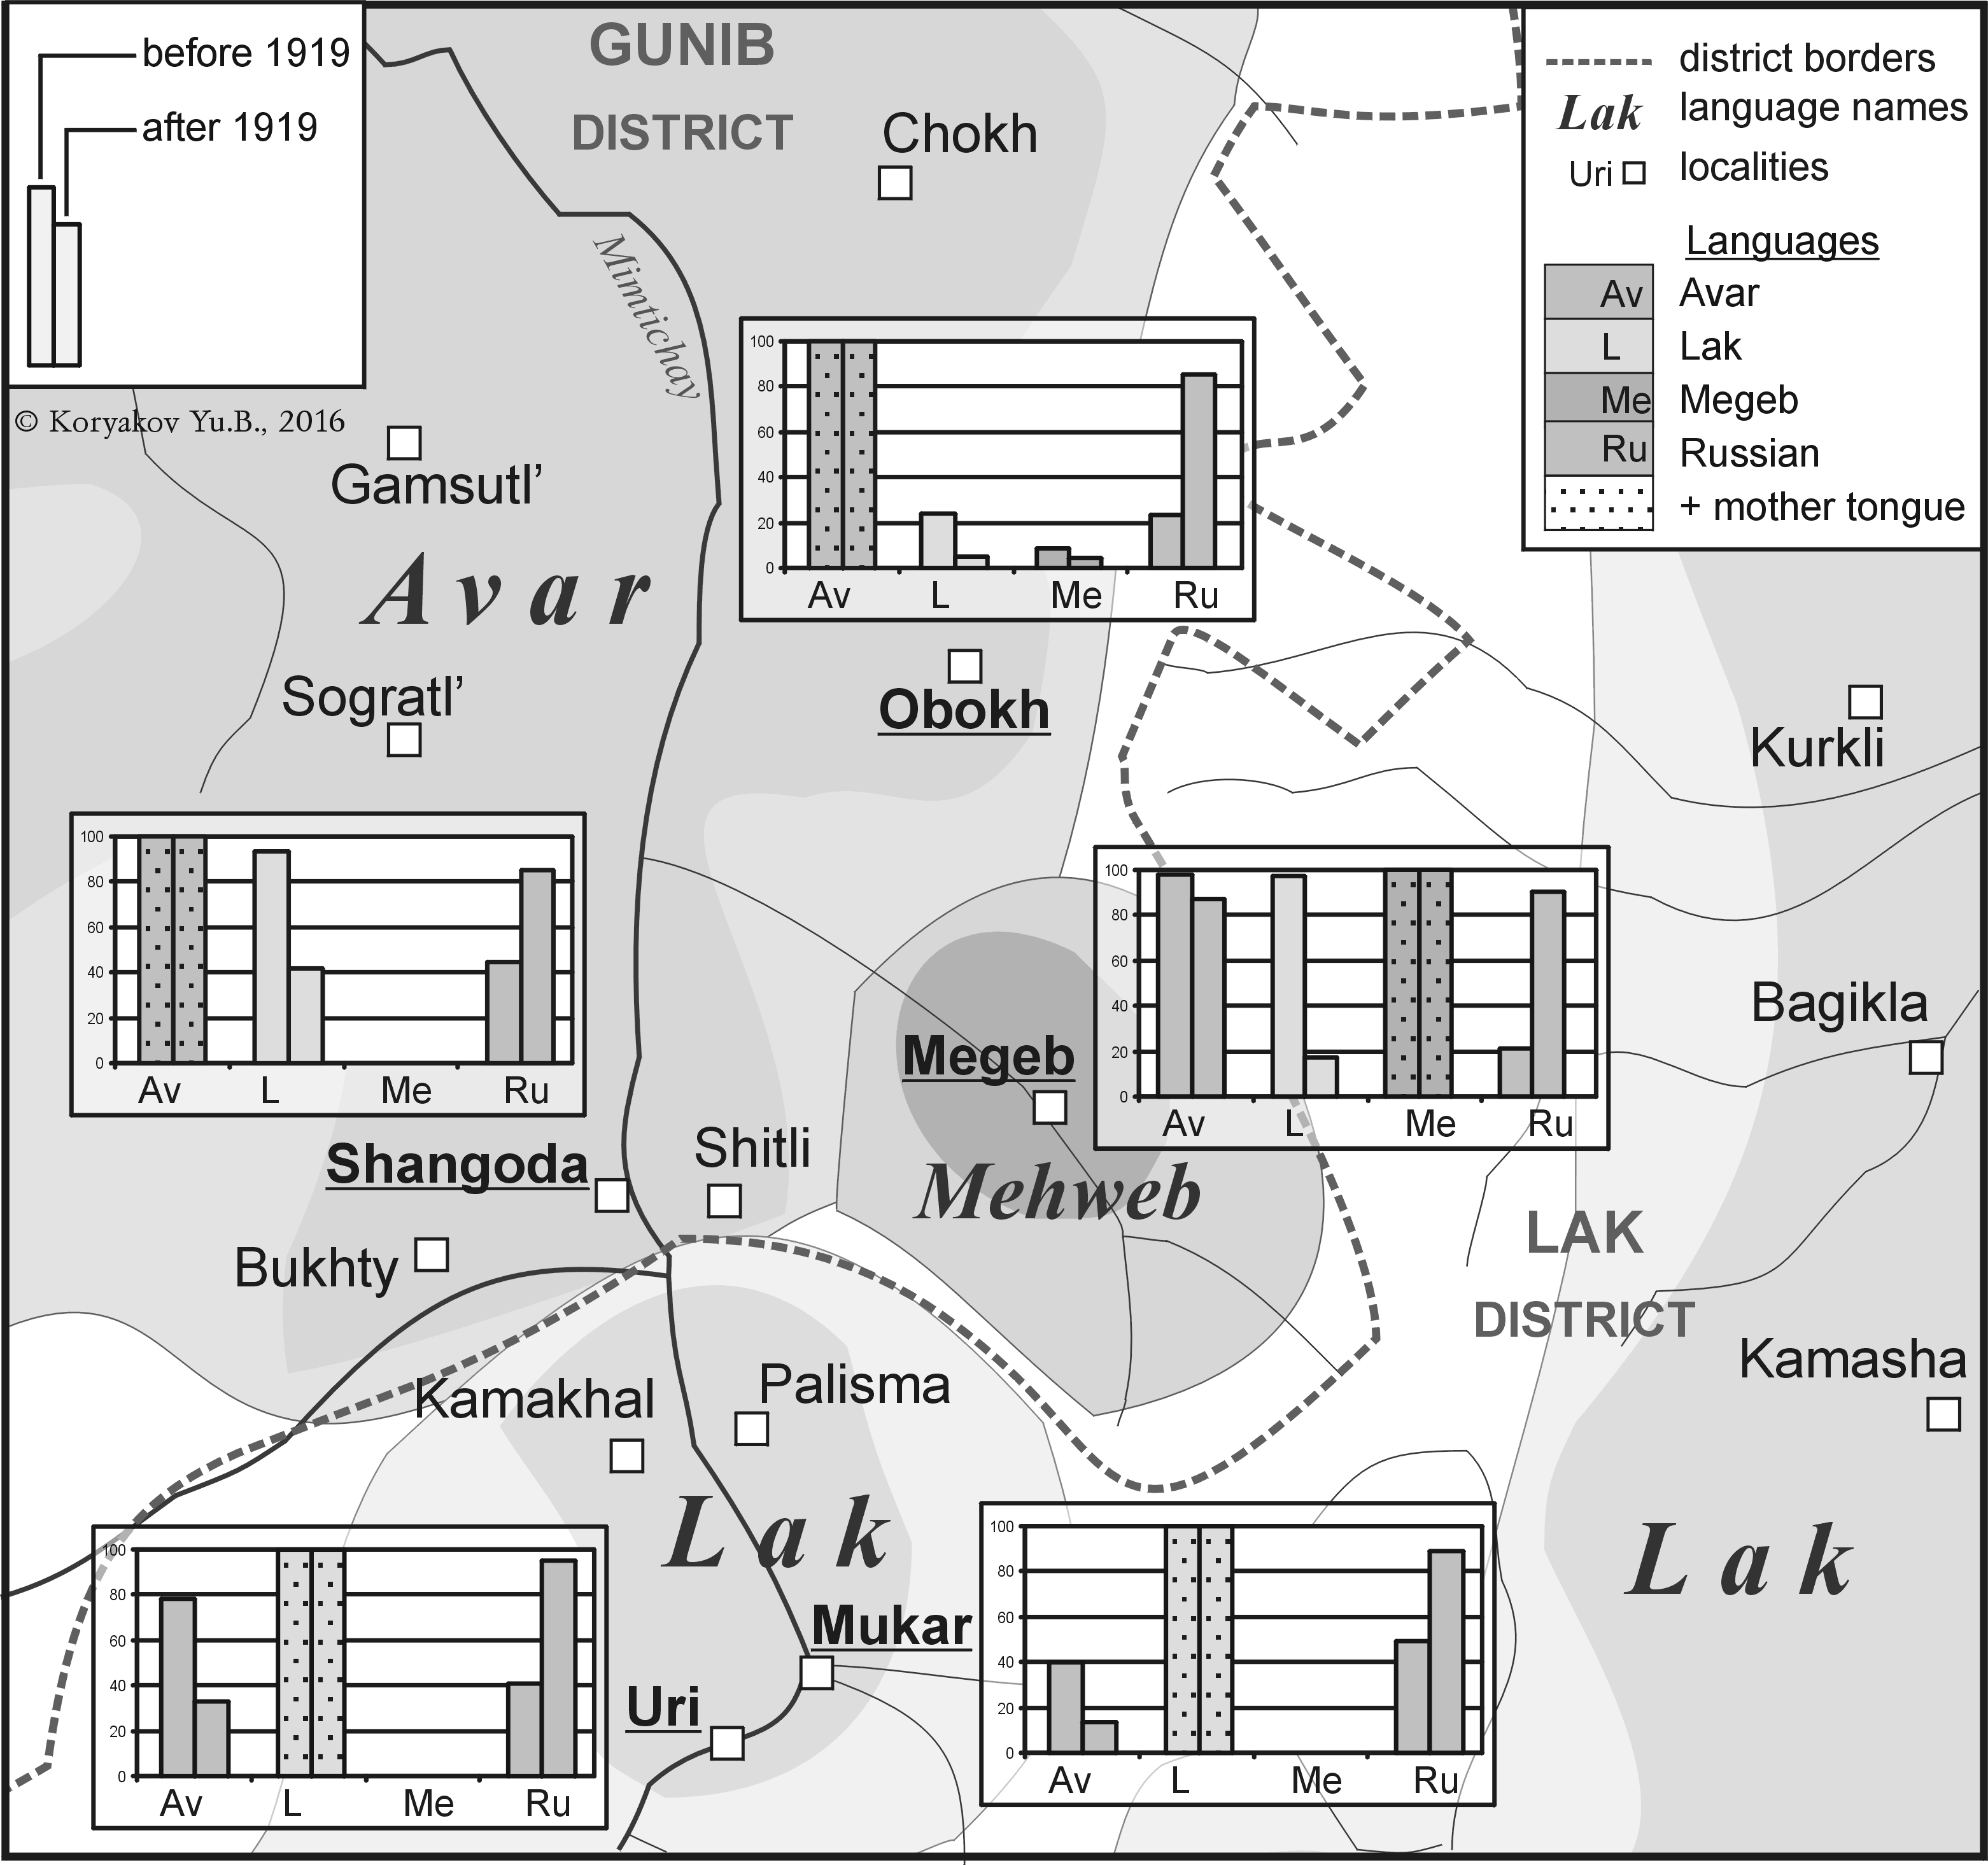 before 1919
after 1919
GUNIB
DISTRICT
Chokh
district borders
Lak
language names
Uri
localities
Languages
Av
Avar
L
Lak
Me
Megeb
Ru
Russian
+ mother tongue
Mimtichay
© Koryakov Yu.B., 2016
Gamsutl’
Avar
Sogratl’
100
80
60
40
20
0
Av L Me Ru
Obokh
Kurkli
100
80
60
40
20
0
Av L Me Ru
Shangoda
Shitli
Bukhty
Megeb
Mehweb
100
80
60
40
20
0
Av L Me Ru
Bagikla
LAK
DISTRICT
Kamasha
Kamakhal
Palisma
Lak
Mukar
Uri
100
80
60
40
20
0
Av L Me Ru
100
80
60
40
20
0
Av L Me Ru
Lak